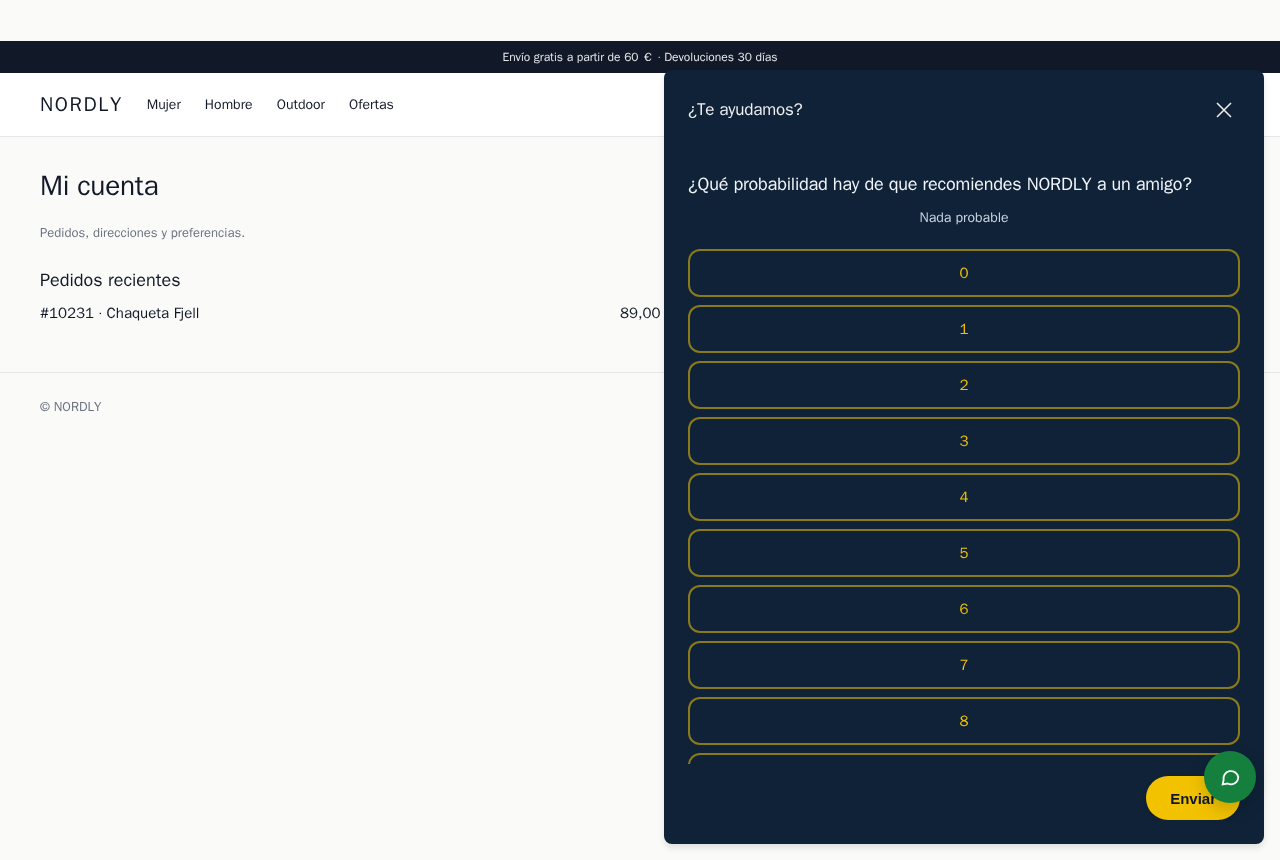 Envío gratis a partir de 60 € · Devoluciones 30 días
NORDLY
Mujer
Hombre
Outdoor
Ofertas
Mi cuenta
Pedidos, direcciones y preferencias.
Pedidos recientes
#10231 · Chaqueta Fjell
89,00
© NORDLY
¿Te ayudamos?
¿Qué probabilidad hay de que recomiendes NORDLY a un amigo?
Nada probable
0
1
2
3
4
5
6
7
8
Enviar